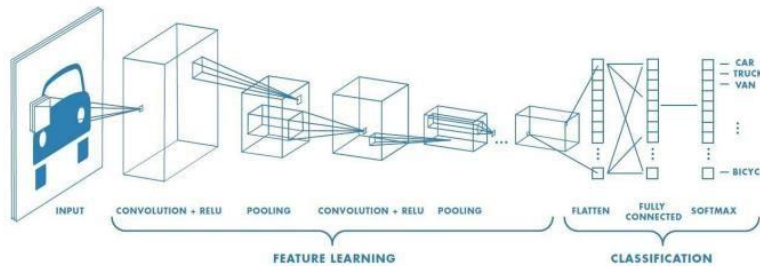 CAR
TRUCK
VAN
BICYC
INPUT
CONVOLUTION + RELU
POOLING
CONVOLUTION + RELU
POOLING
FLATTEN
FULLY
CONNECTED
SOFTMAX
FEATURE LEARNING
CLASSIFICATION